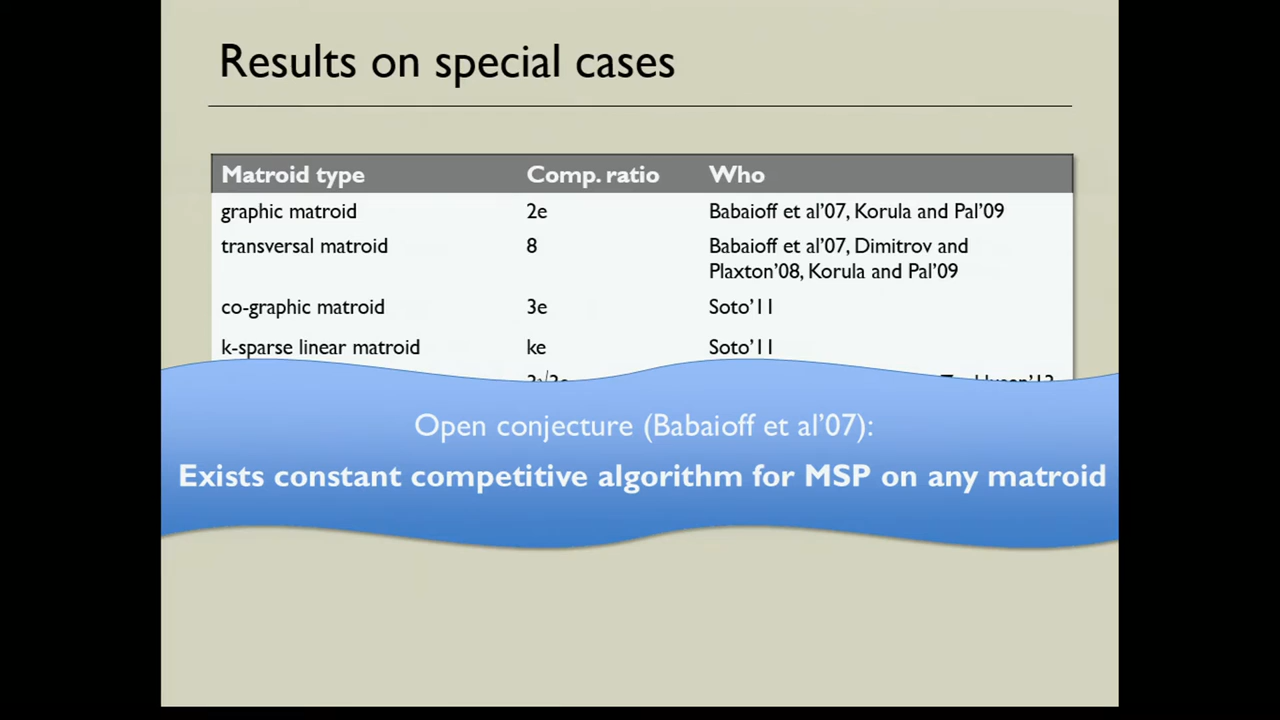 Results on special cases
Matroid type Comp. ratio Who
graphic matroid 2e Babaioff et al’07, Korula and Pal’09
transversal matroid 8 Babaioff et al’07, Dimitrov and
Plaxton’08, Korula and Pal’09
co-graphic matroid 3e Soto’11
k-sparse linear matroid ke Soto’11
Open conjecture (Babaioff et al’07):
Exists constant competitive algorithm for MSP on any matroid